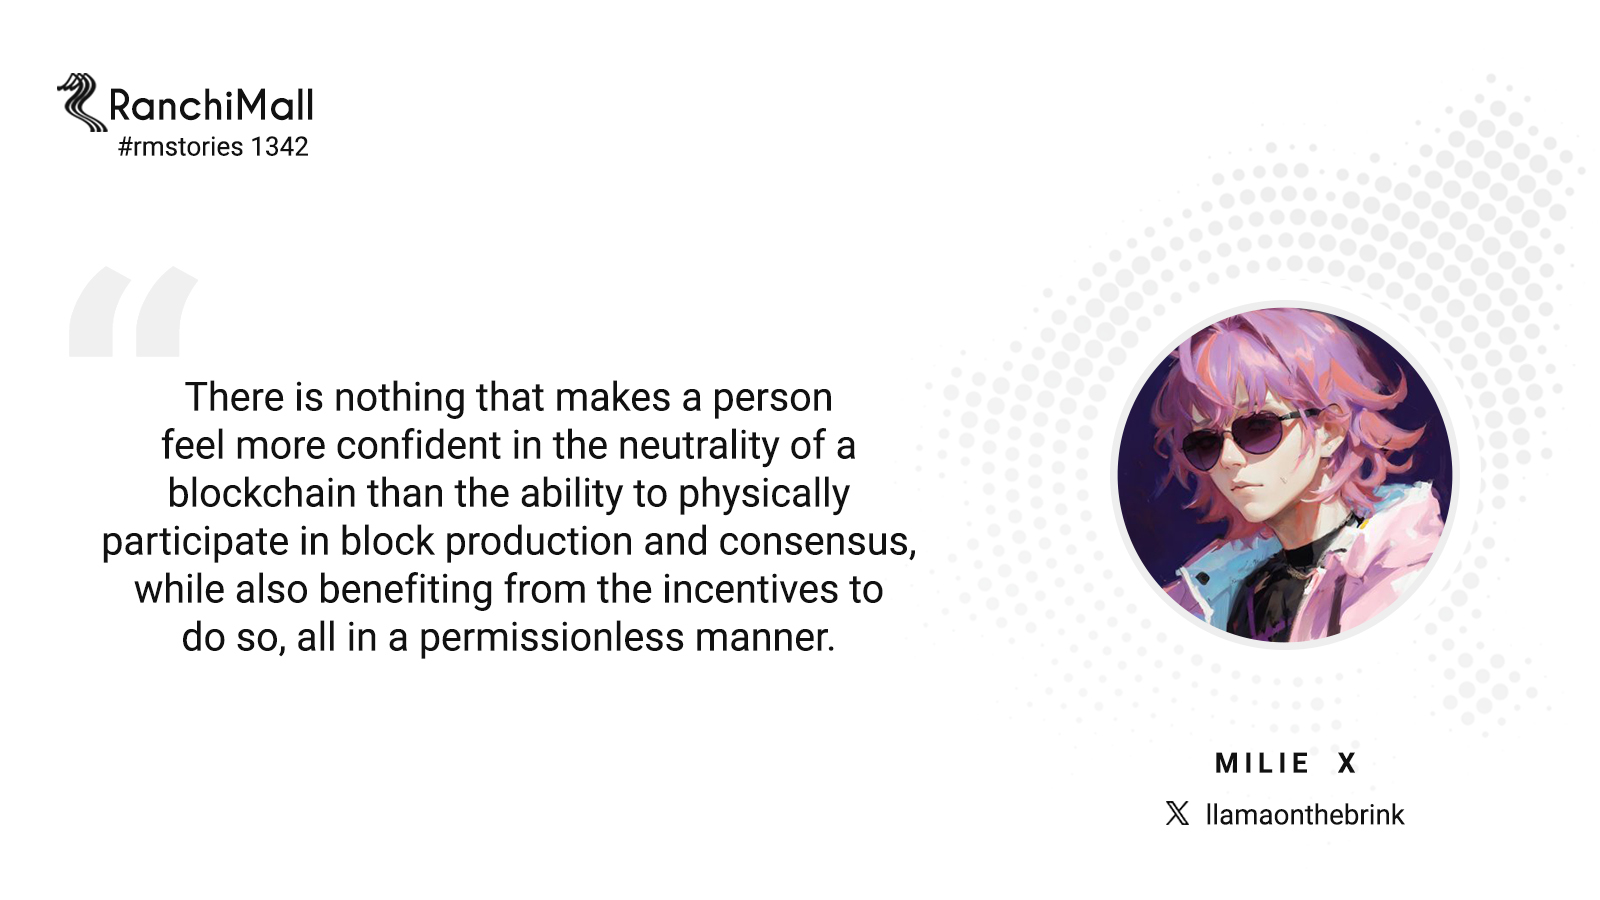 RanchiMall
#rmstories 1342
“
There is nothing that makes a person
feel more confident in the neutrality of a
blockchain than the ability to physically
participate in block production and consensus,
while also benefiting from the incentives to
do so, all in a permissionless manner.
MILIE X
𝕏 llamaonthebrink